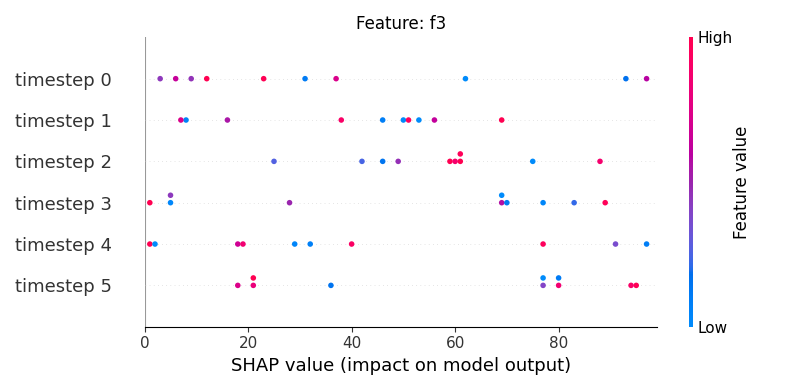 Feature: f3
High
timestep 0
timestep 1
timestep 2
timestep 3
timestep 4
timestep 5
Feature value
Low
0 20 40 60 80
SHAP value (impact on model output)